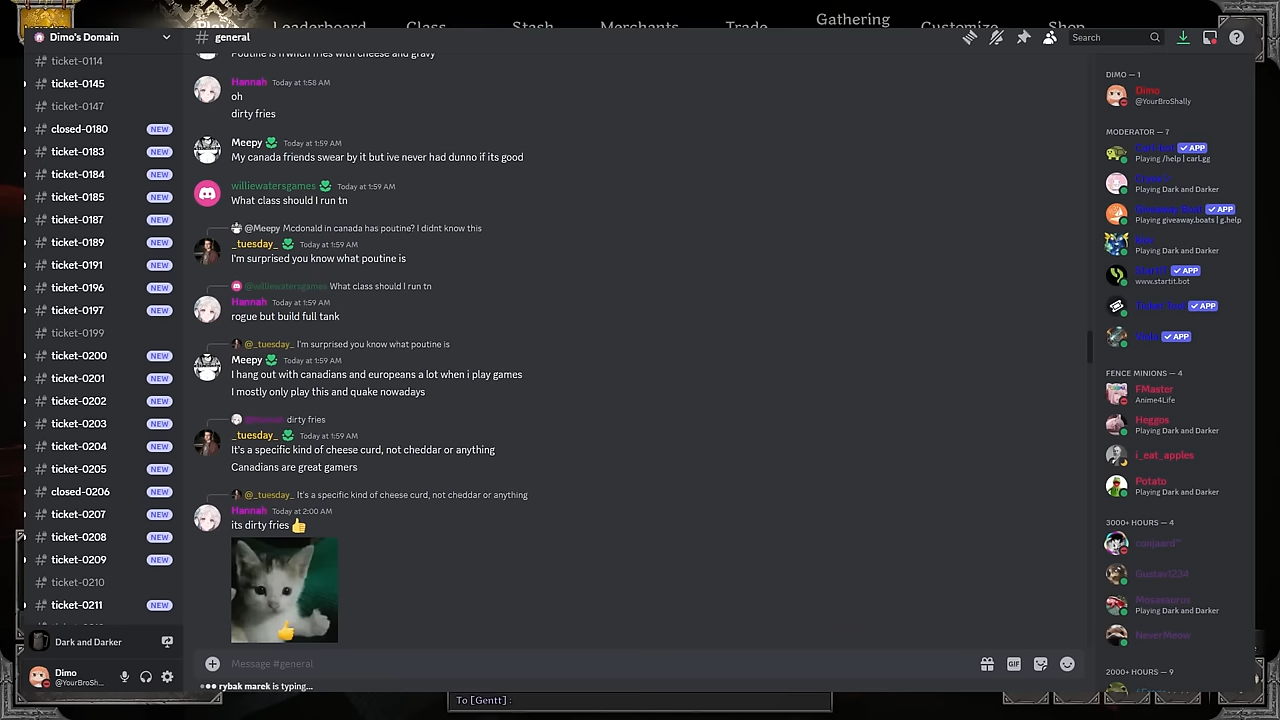 Leaderboard Class Stash Merchants Trade Gathering Customi Shop
Dimo's Domain
# general
Search
ticket-0114
ticket-0145
ticket-0147
closed-0180 NEW
ticket-0183 NEW
ticket-0184 NEW
ticket-0185 NEW
ticket-0187 NEW
ticket-0189 NEW
ticket-0191 NEW
ticket-0196 NEW
ticket-0197 NEW
ticket-0199
ticket-0200 NEW
ticket-0201 NEW
ticket-0202 NEW
ticket-0203 NEW
ticket-0204 NEW
ticket-0205 NEW
closed-0206 NEW
ticket-0207 NEW
ticket-0208 NEW
ticket-0209 NEW
ticket-0210
ticket-0211 NEW
Dark and Darker
Dimo
@YourBroSh...
Poutine is frwich fries with cheese and gravy
Hannah Today at 1:58 AM
oh
dirty fries
Meepy Today at 1:59 AM
My canada friends swear by it but ive never had dunno if its good
williewatersgames Today at 1:59 AM
What class should I run tn
@Meepy Mcdonald in canada has poutine? I didnt know this
_tuesday_ Today at 1:59 AM
I'm surprised you know what poutine is
@williewatersgames What class should I run tn
Hannah Today at 1:59 AM
rogue but build full tank
@_tuesday_ I'm surprised you know what poutine is
Meepy Today at 1:59 AM
I hang out with canadians and europeans a lot when i play games
I mostly only play this and quake nowadays
@Hannah dirty fries
_tuesday_ Today at 1:59 AM
It's a specific kind of cheese curd, not cheddar or anything
Canadians are great gamers
@_tuesday_ It's a specific kind of cheese curd, not cheddar or anything
Hannah Today at 2:00 AM
its dirty fries 👍
Message #general
GIF
rybak marek is typing...
To [Gentt]:
DIMO — 1
Dimo
@YourBroShally
MODERATOR — 7
Carl-bot APP
Playing /help | carl.gg
Playing Dark and Darker
Giveaway Boat APP
Playing giveaway.boats | g.help
Playing Dark and Darker
StartIT APP
www.startit.bot
Ticket Tool APP
APP
FENCE MINIONS — 4
FMaster
Anime4Life
Heggos
Playing Dark and Darker
i_eat_apples
Potato
Playing Dark and Darker
3000+ HOURS — 4
Gustav1234
Mosasaurus
Playing Dark and Darker
NeverMeow
2000+ HOURS — 9